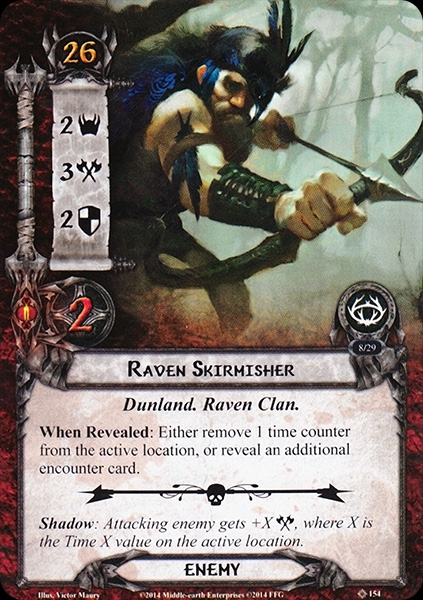 26
2
3
2
2
8/29
Raven Skirmisher
Dunland. Raven Clan.
When Revealed: Either remove 1 time counter
from the active location, or reveal an additional
encounter card.
Shadow: Attacking enemy gets +X , where X is
the Time X value on the active location.
ENEMY
Illus. Victor Maury ©2014 Middle-earth Enterprises ©2014 FFG 154